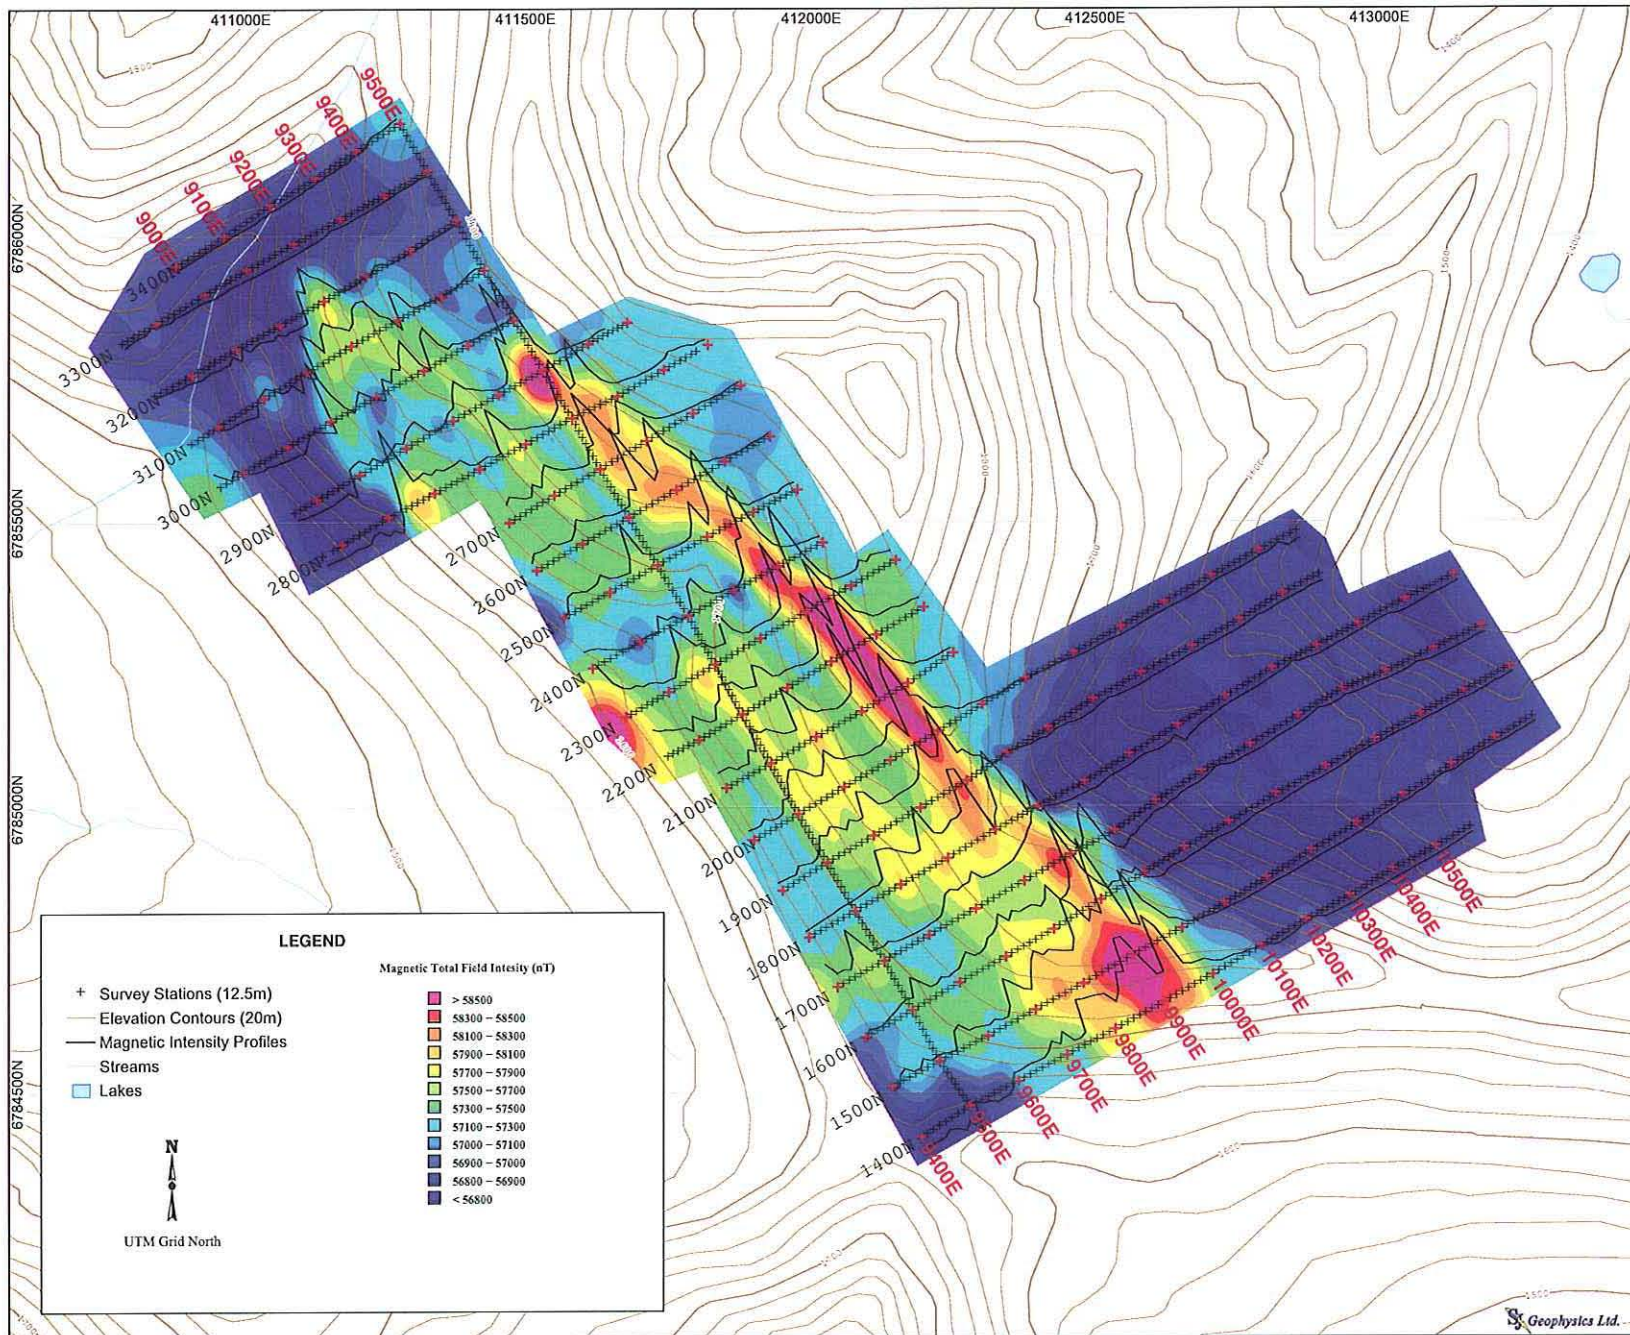 411000E 411500E 412000E 412500E 413000E
6786000N
6785500N
6785000N
6784500N
9500E
9400E
9300E
9200E
9100E
9000E
3400N
3300N
3200N
3100N
3000N
2900N
2800N
2700N
2600N
2500N
2400N
2300N
2200N
2100N
2000N
1900N
1800N
1700N
1600N
1500N
1400N
10500E
10400E
10300E
10200E
10100E
10000E
9900E
9800E
9700E
9600E
9500E
9400E
1400
1500
1400
LEGEND
Magnetic Total Field Intesity (nT)
+ Survey Stations (12.5m)
Elevation Contours (20m)
Magnetic Intensity Profiles
Streams
Lakes
> 58500
58300 – 58500
58100 – 58300
57900 – 58100
57700 – 57900
57500 – 57700
57300 – 57500
57100 – 57300
57000 – 57100
56900 – 57000
56800 – 56900
< 56800
N
UTM Grid North
SJ Geophysics Ltd.